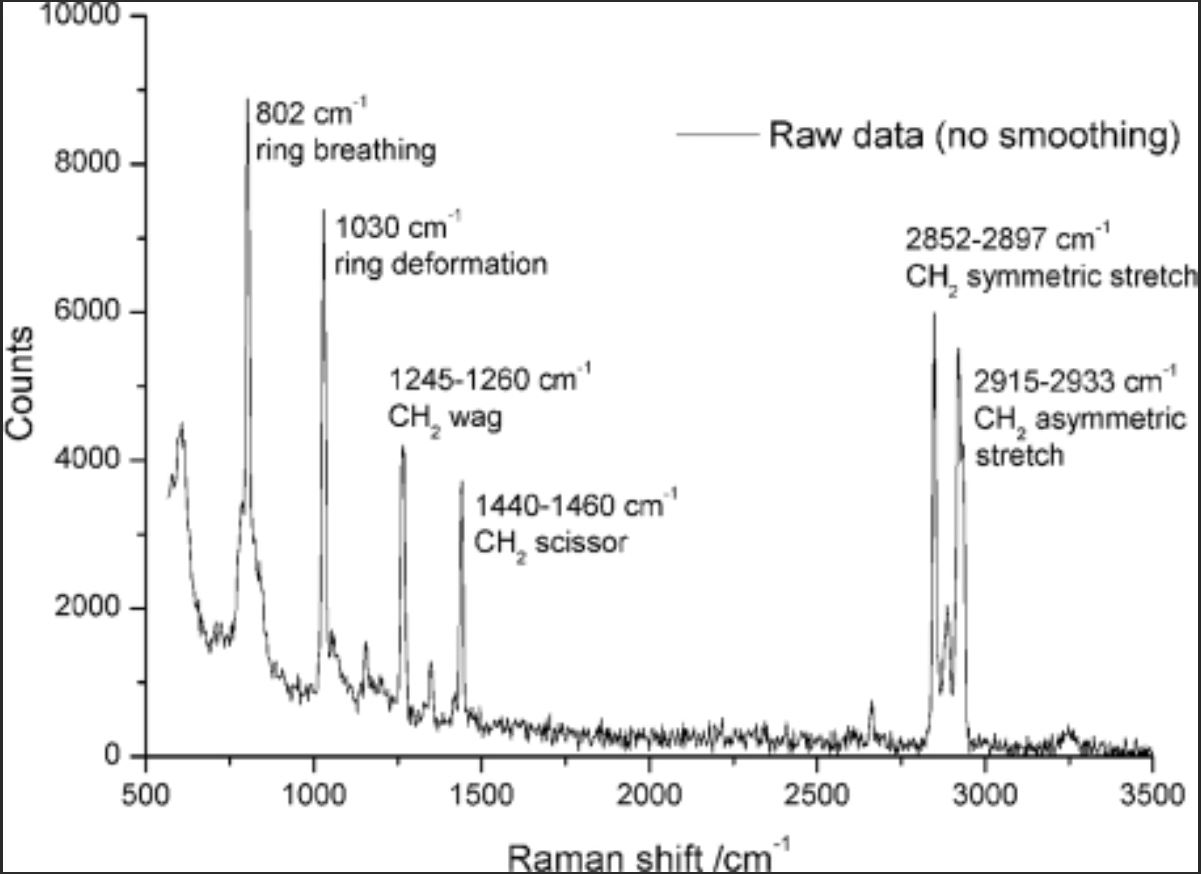 10000
8000
6000
4000
2000
0
Counts
802 cm⁻¹
ring breathing
1030 cm⁻¹
ring deformation
1245-1260 cm⁻¹
CH₂ wag
1440-1460 cm⁻¹
CH₂ scissor
Raw data (no smoothing)
2852-2897 cm⁻¹
CH₂ symmetric stretch
2915-2933 cm⁻¹
CH₂ asymmetric
stretch
500 1000 1500 2000 2500 3000 3500
Raman shift /cm⁻¹